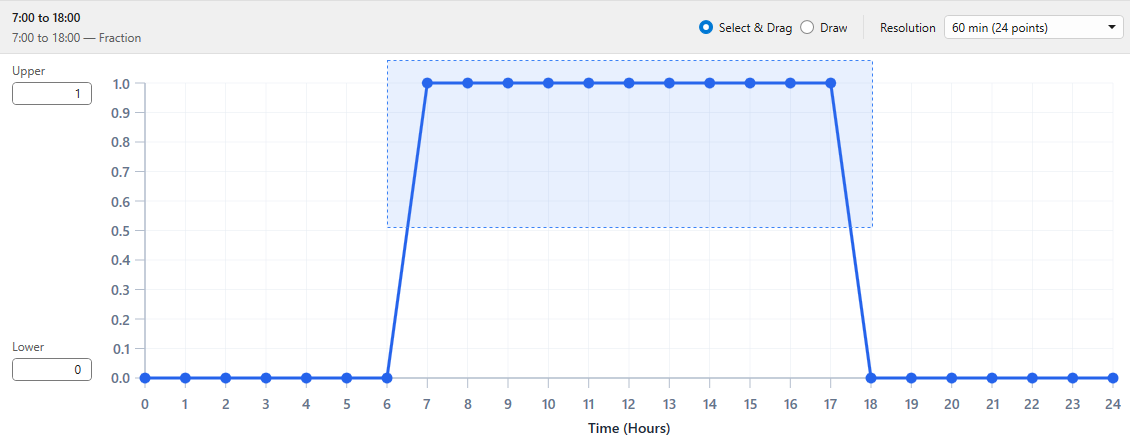 7:00 to 18:00
7:00 to 18:00 — Fraction
Select & Drag Draw Resolution 60 min (24 points)
Upper
1
1.0
0.9
0.8
0.7
0.6
0.5
0.4
0.3
0.2
0.1
0.0
Lower
0
0 1 2 3 4 5 6 7 8 9 10 11 12 13 14 15 16 17 18 19 20 21 22 23 24
Time (Hours)